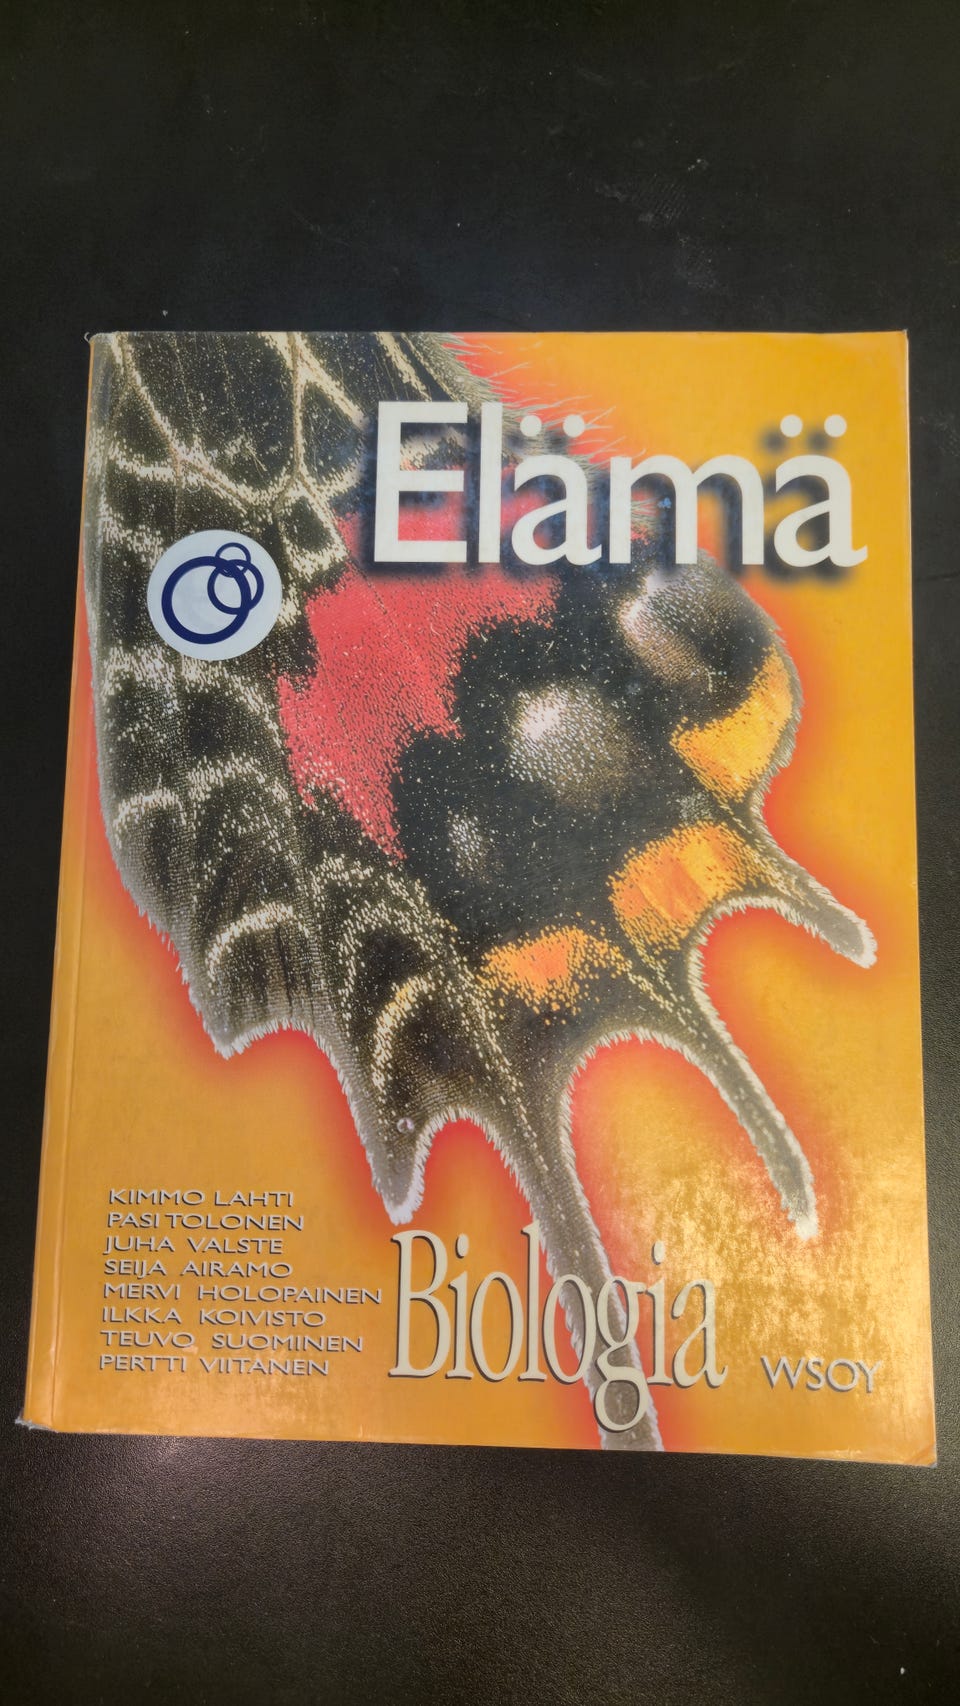 Elämä
KIMMO LAHTI
PASI TOLONEN
JUHA VALSTE
SEIJA AIRAMO
MERVI HOLOPAINEN
ILKKA KOIVISTO
TEUVO SUOMINEN
PERTTI VIITANEN
Biologia
WSOY